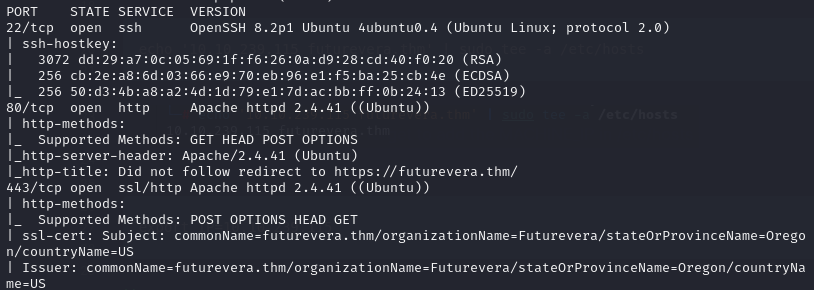 PORT    STATE SERVICE  VERSION
22/tcp  open  ssh      OpenSSH 8.2p1 Ubuntu 4ubuntu0.4 (Ubuntu Linux; protocol 2.0)
| ssh-hostkey:
|   3072 dd:29:a7:0c:05:69:1f:f6:26:0a:d9:28:cd:40:f0:20 (RSA)
|   256 cb:2e:a8:6d:03:66:e9:70:eb:96:e1:f5:ba:25:cb:4e (ECDSA)
|_  256 50:d3:4b:a8:a2:4d:1d:79:e1:7d:ac:bb:ff:0b:24:13 (ED25519)
80/tcp  open  http     Apache httpd 2.4.41 ((Ubuntu))
| http-methods:
|_  Supported Methods: GET HEAD POST OPTIONS
|_http-server-header: Apache/2.4.41 (Ubuntu)
|_http-title: Did not follow redirect to https://futurevera.thm/
443/tcp open  ssl/http Apache httpd 2.4.41 ((Ubuntu))
| http-methods:
|_  Supported Methods: POST OPTIONS HEAD GET
| ssl-cert: Subject: commonName=futurevera.thm/organizationName=Futurevera/stateOrProvinceName=Orego
n/countryName=US
| Issuer: commonName=futurevera.thm/organizationName=Futurevera/stateOrProvinceName=Oregon/countryNa
me=US